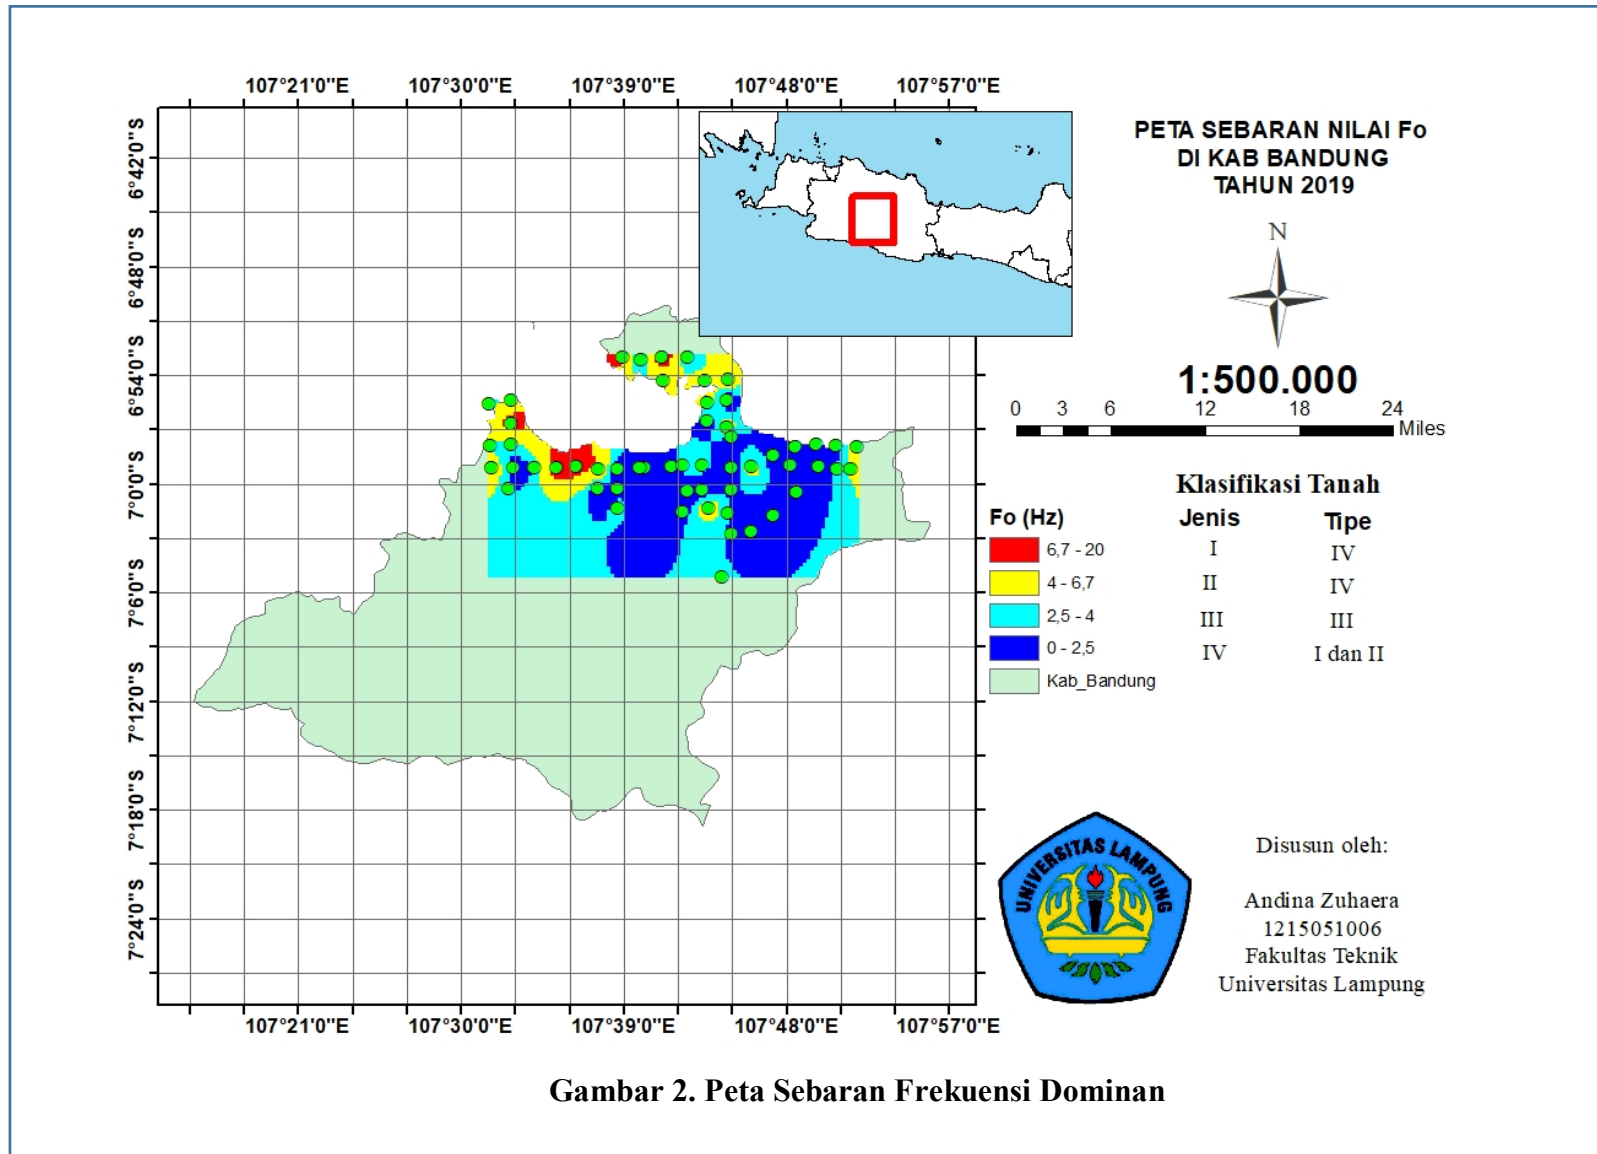 107°21'0"E 107°30'0"E 107°39'0"E 107°48'0"E 107°57'0"E
6°42'0"S
6°48'0"S
6°54'0"S
7°0'0"S
7°6'0"S
7°12'0"S
7°18'0"S
7°24'0"S
107°21'0"E 107°30'0"E 107°39'0"E 107°48'0"E 107°57'0"E
PETA SEBARAN NILAI Fo
DI KAB BANDUNG
TAHUN 2019
N
1:500.000
0 3 6 12 18 24
Miles
Klasifikasi Tanah
Fo (Hz) Jenis Tipe
6,7 - 20 I IV
4 - 6,7 II IV
2,5 - 4 III III
0 - 2,5 IV I dan II
Kab_Bandung
UNIVERSITAS LAMPUNG
Disusun oleh:
Andina Zuhaera
1215051006
Fakultas Teknik
Universitas Lampung
Gambar 2. Peta Sebaran Frekuensi Dominan